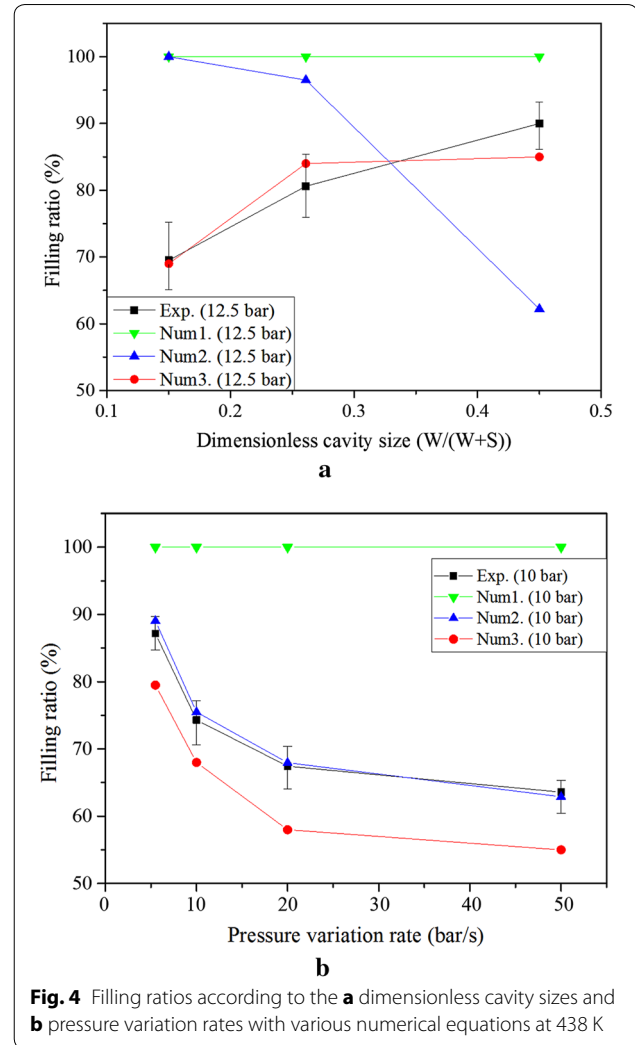 100
90
80
70
60
50
Filling ratio (%)
Exp. (12.5 bar)
Num1. (12.5 bar)
Num2. (12.5 bar)
Num3. (12.5 bar)
0.1 0.2 0.3 0.4 0.5
Dimensionless cavity size (W/(W+S))
a
100
90
80
70
60
50
Filling ratio (%)
Exp. (10 bar)
Num1. (10 bar)
Num2. (10 bar)
Num3. (10 bar)
0 10 20 30 40 50
Pressure variation rate (bar/s)
b
Fig. 4 Filling ratios according to the a dimensionless cavity sizes and
b pressure variation rates with various numerical equations at 438 K